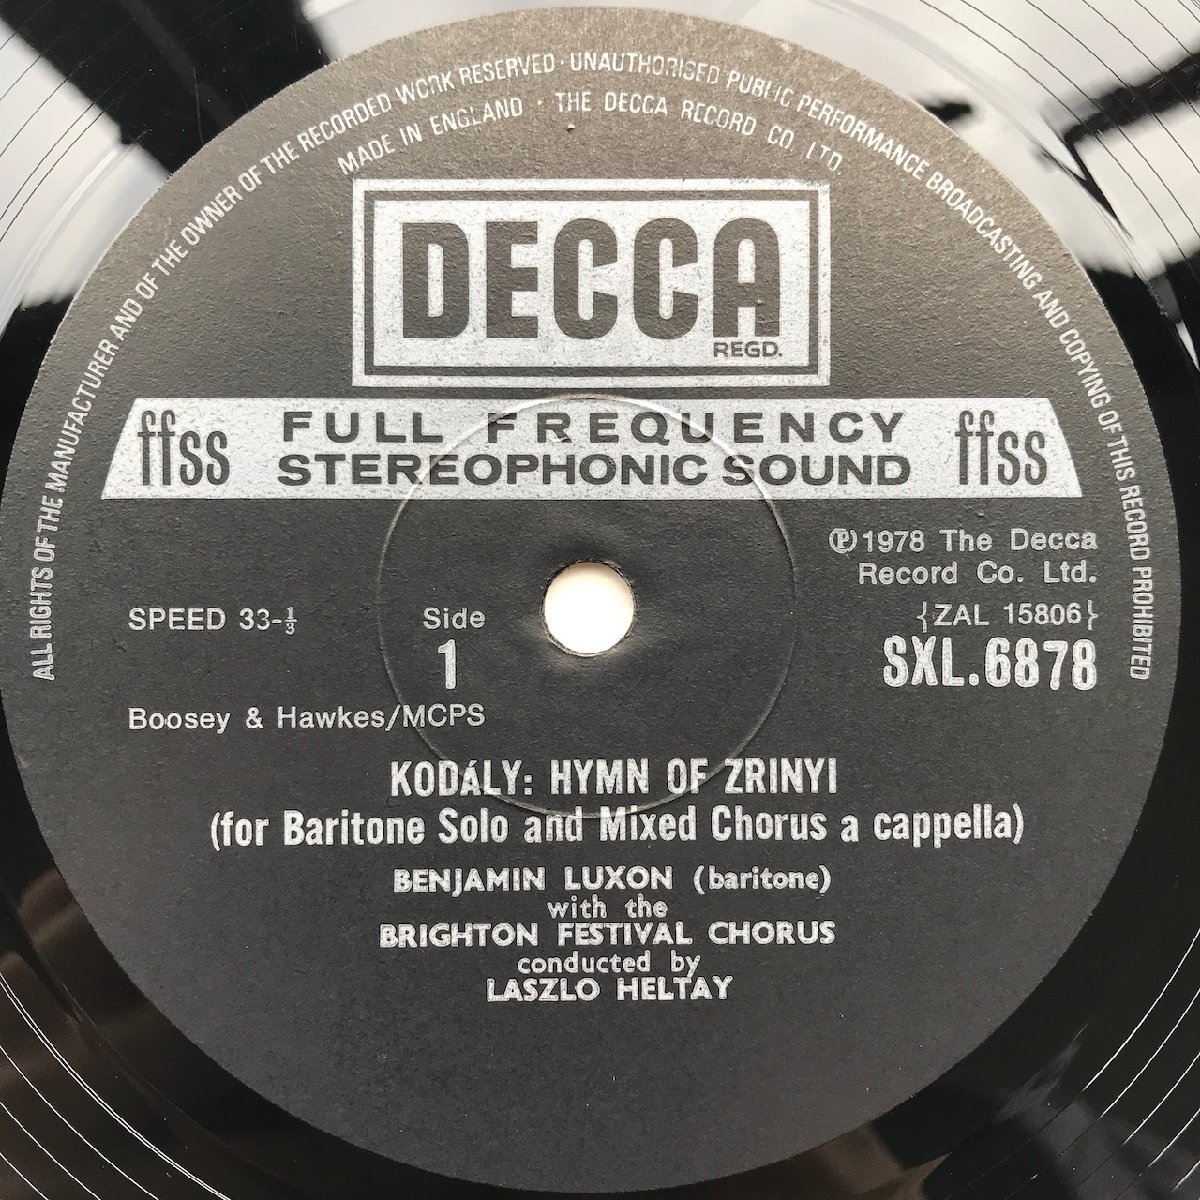 ALL RIGHTS OF THE MANUFACTURER AND OF THE OWNER OF THE RECORDED WORK RESERVED · UNAUTHORISED PUBLIC PERFORMANCE BROADCASTING AND COPYING OF THIS RECORD PROHIBITED
MADE IN ENGLAND · THE DECCA RECORD CO. LTD.
DECCA
REGD.
ffss FULL FREQUENCY STEREOPHONIC SOUND ffss
℗1978 The Decca
Record Co. Ltd.
SPEED 33-⅓
Side
1
{ZAL 15806}
SXL.6878
Boosey & Hawkes/MCPS
KODÁLY: HYMN OF ZRINYI
(for Baritone Solo and Mixed Chorus a cappella)
BENJAMIN LUXON (baritone)
with the
BRIGHTON FESTIVAL CHORUS
conducted by
LASZLO HELTAY